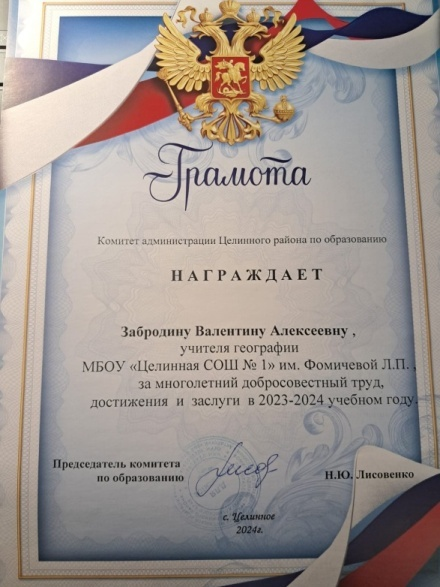 Грамота
Комитет администрации Целинного района по образованию
НАГРАЖДАЕТ
Забродину Валентину Алексеевну ,
учителя географии
МБОУ «Целинная СОШ № 1» им. Фомичевой Л.П. ,
за многолетний добросовестный труд,
достижения и заслуги в 2023-2024 учебном году.
Председатель комитета
по образованию
Н.Ю. Лисовенко
с. Целинное
2024г.